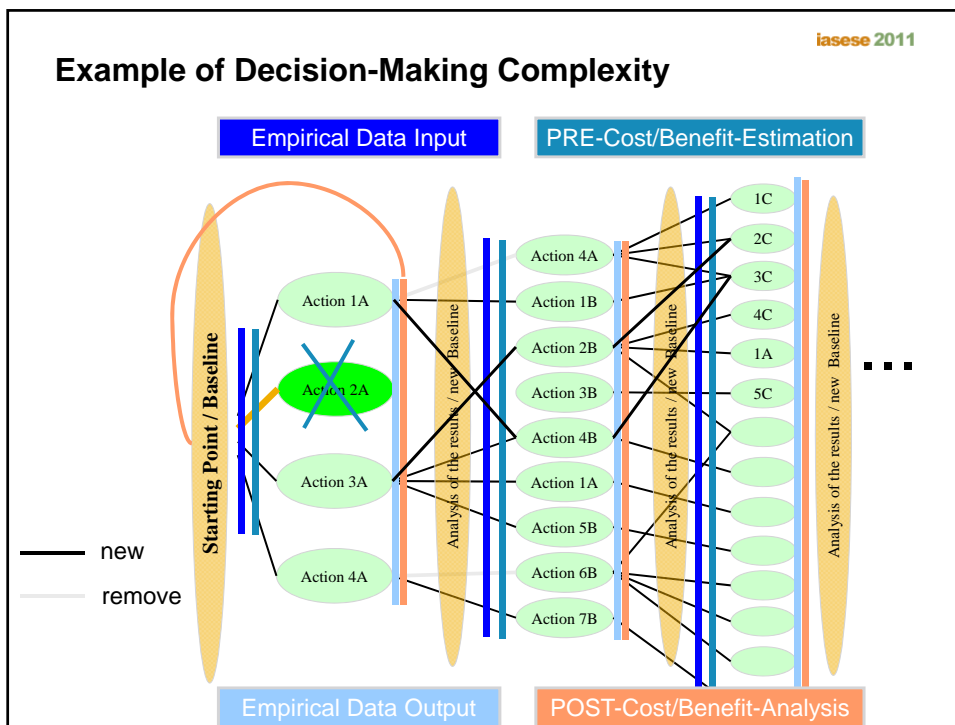 iasese 2011
Example of Decision-Making Complexity
Empirical Data Input
PRE-Cost/Benefit-Estimation
Starting Point / Baseline
Action 1A
Action 2A
Action 3A
Action 4A
Analysis of the results / new Baseline
Action 4A
Action 1B
Action 2B
Action 3B
Action 4B
Action 1A
Action 5B
Action 6B
Action 7B
Analysis of the results / new Baseline
1C
2C
3C
4C
1A
5C
Analysis of the results / new Baseline
...
new
remove
Empirical Data Output
POST-Cost/Benefit-Analysis